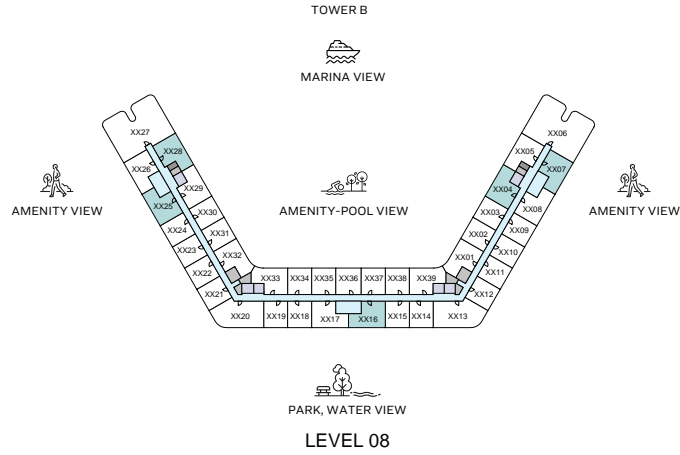 TOWER B
MARINA VIEW
XX27
XX06
XX28
XX05
XX26
XX07
XX29
XX04
XX25
XX30
XX03
XX08
XX24
XX31
XX02
XX09
XX23
XX32
XX01
XX10
XX22
XX33
XX34
XX35
XX36
XX37
XX38
XX39
XX11
XX21
XX12
XX20
XX19
XX18
XX17
XX16
XX15
XX14
XX13
AMENITY VIEW
AMENITY-POOL VIEW
AMENITY VIEW
PARK, WATER VIEW
LEVEL 08